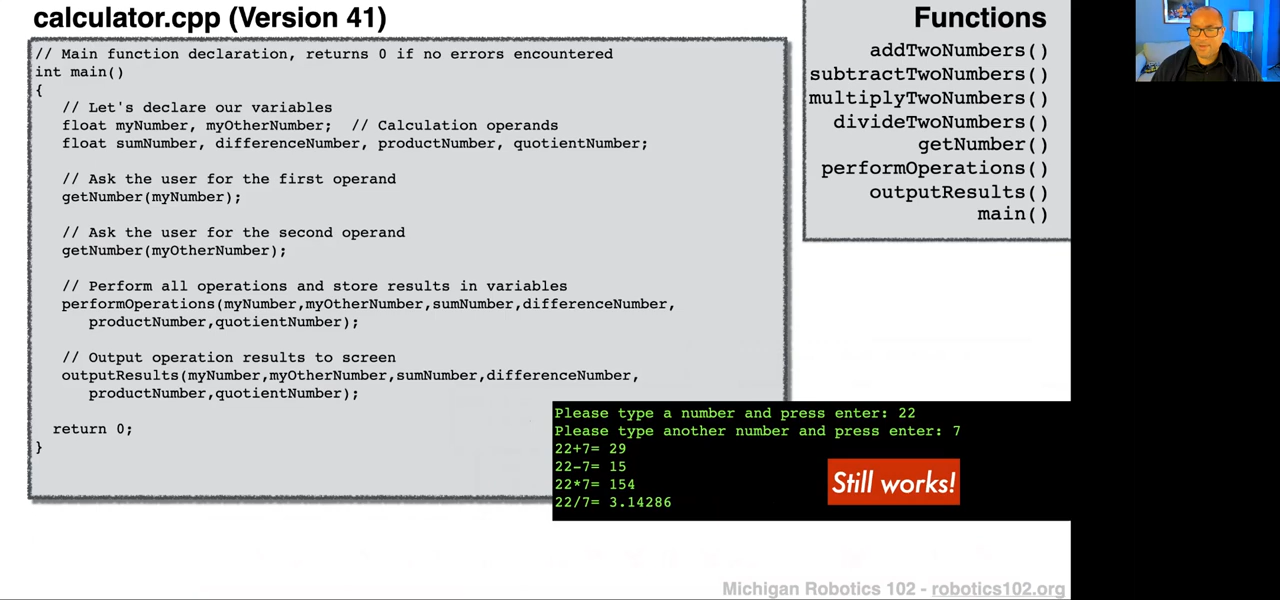 calculator.cpp (Version 41)
// Main function declaration, returns 0 if no errors encountered
int main()
{
// Let's declare our variables
float myNumber, myOtherNumber;  // Calculation operands
float sumNumber, differenceNumber, productNumber, quotientNumber;
// Ask the user for the first operand
getNumber(myNumber);
// Ask the user for the second operand
getNumber(myOtherNumber);
// Perform all operations and store results in variables
performOperations(myNumber,myOtherNumber,sumNumber,differenceNumber,
productNumber,quotientNumber);
// Output operation results to screen
outputResults(myNumber,myOtherNumber,sumNumber,differenceNumber,
productNumber,quotientNumber);
return 0;
}
Functions
addTwoNumbers()
subtractTwoNumbers()
multiplyTwoNumbers()
divideTwoNumbers()
getNumber()
performOperations()
outputResults()
main()
Please type a number and press enter: 22
Please type another number and press enter: 7
22+7= 29
22-7= 15
22*7= 154
22/7= 3.14286
Still works!
Michigan Robotics 102 - robotics102.org